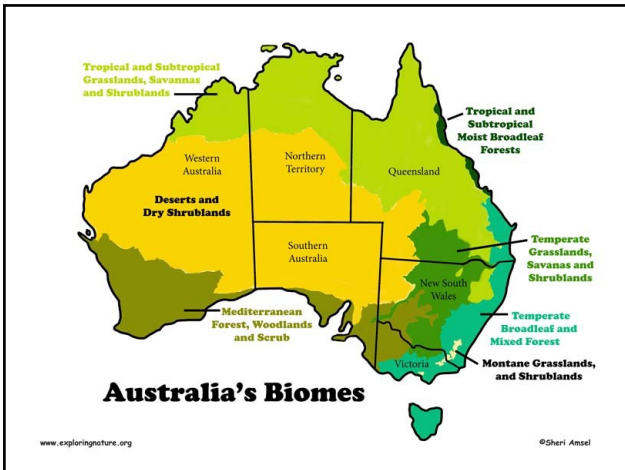 Tropical and Subtropical
Grasslands, Savannas
and Shrublands
Tropical and
Subtropical
Moist Broadleaf
Forests
Western
Australia
Northern
Territory
Queensland
Deserts and
Dry Shrublands
Southern
Australia
Temperate
Grasslands,
Savanas and
Shrublands
New South
Wales
Mediterranean
Forest, Woodlands
and Scrub
Temperate
Broadleaf and
Mixed Forest
Victoria
Montane Grasslands,
and Shrublands
Australia's Biomes
www.exploringnature.org
©Sheri Amsel